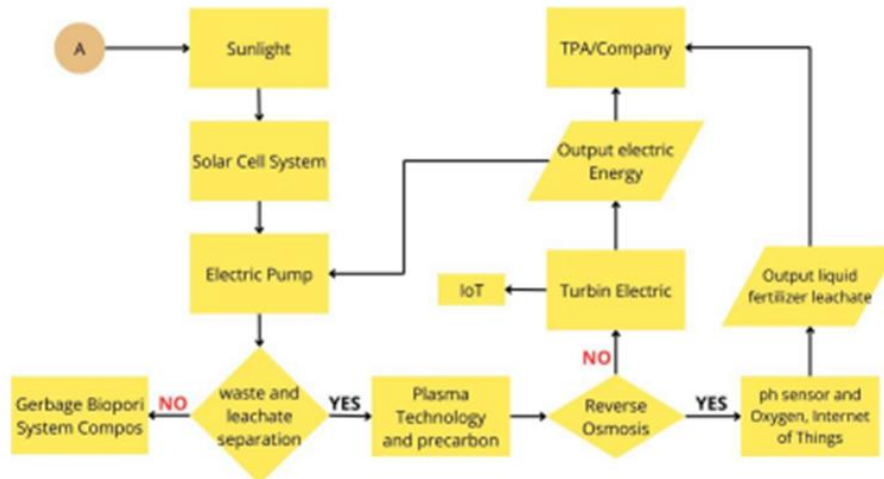 A
Sunlight
TPA/Company
Solar Cell System
Output electric
Energy
Electric Pump
IoT
Turbin Electric
Output liquid
fertilizer leachate
NO
Gerbage Biopori
System Compos
NO
waste and
leachate
separation
YES
Plasma
Technology
and precarbon
Reverse
Osmosis
YES
ph sensor and
Oxygen, Internet
of Things